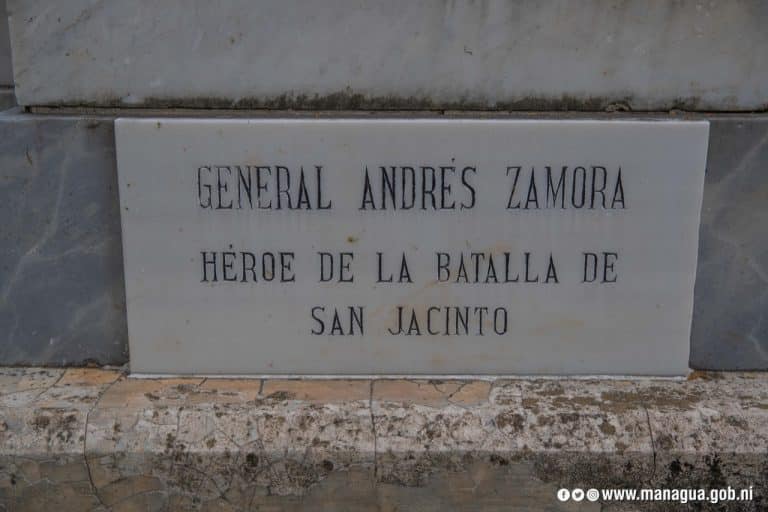 GENERAL ANDRÉS ZAMORA
HÉROE DE LA BATALLA DE
SAN JACINTO
www.managua.gob.ni